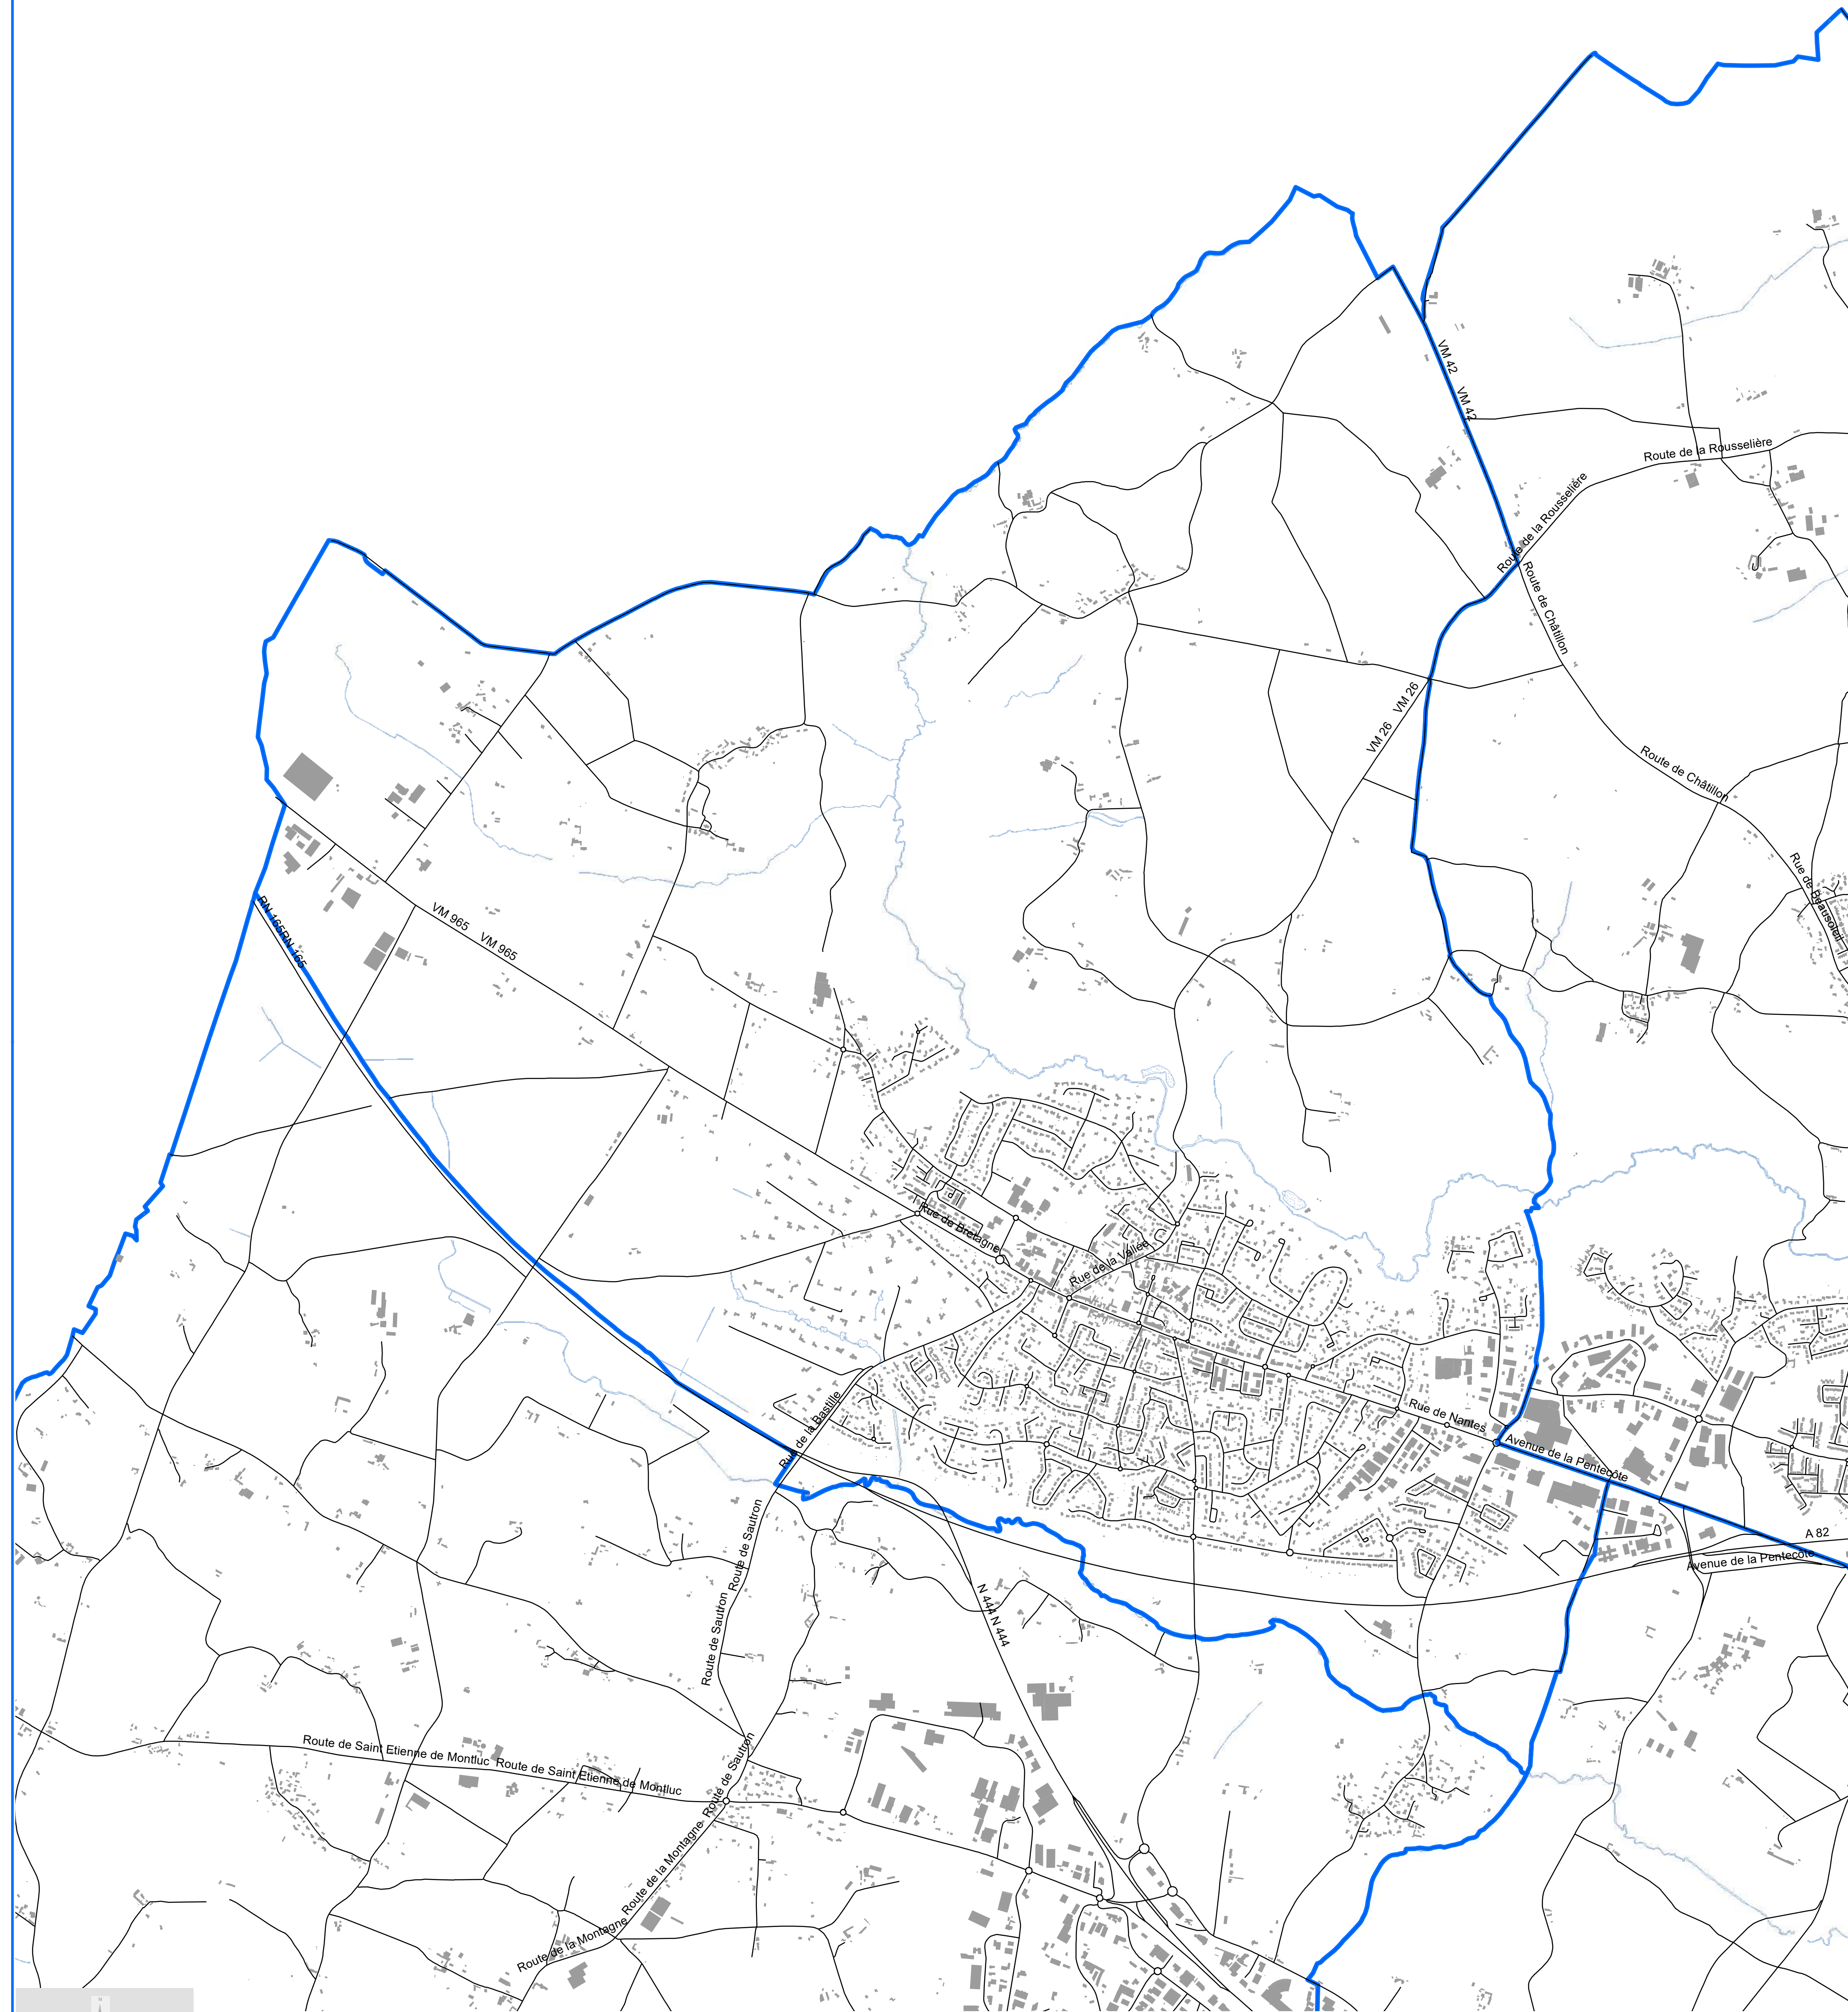 VM 42
VM 42
Route de la Rousselière
Route de la Rousselière
Route de Châtillon
VM 26
VM 26
Route de Châtillon
Rue de Beausoleil
RN 165
RN 165
VM 965
VM 965
Rue de Bretagne
Rue de la Vallée
Rue de la Bastille
Rue de Nantes
Avenue de la Pentecôte
A 82
Avenue de la Pentecôte
Route de Sautron
Route de Sautron
N 444
N 444
Route de Saint Etienne de Montluc
Route de Saint Etienne de Montluc
Route de Sautron
Route de la Montagne
Route de la Montagne